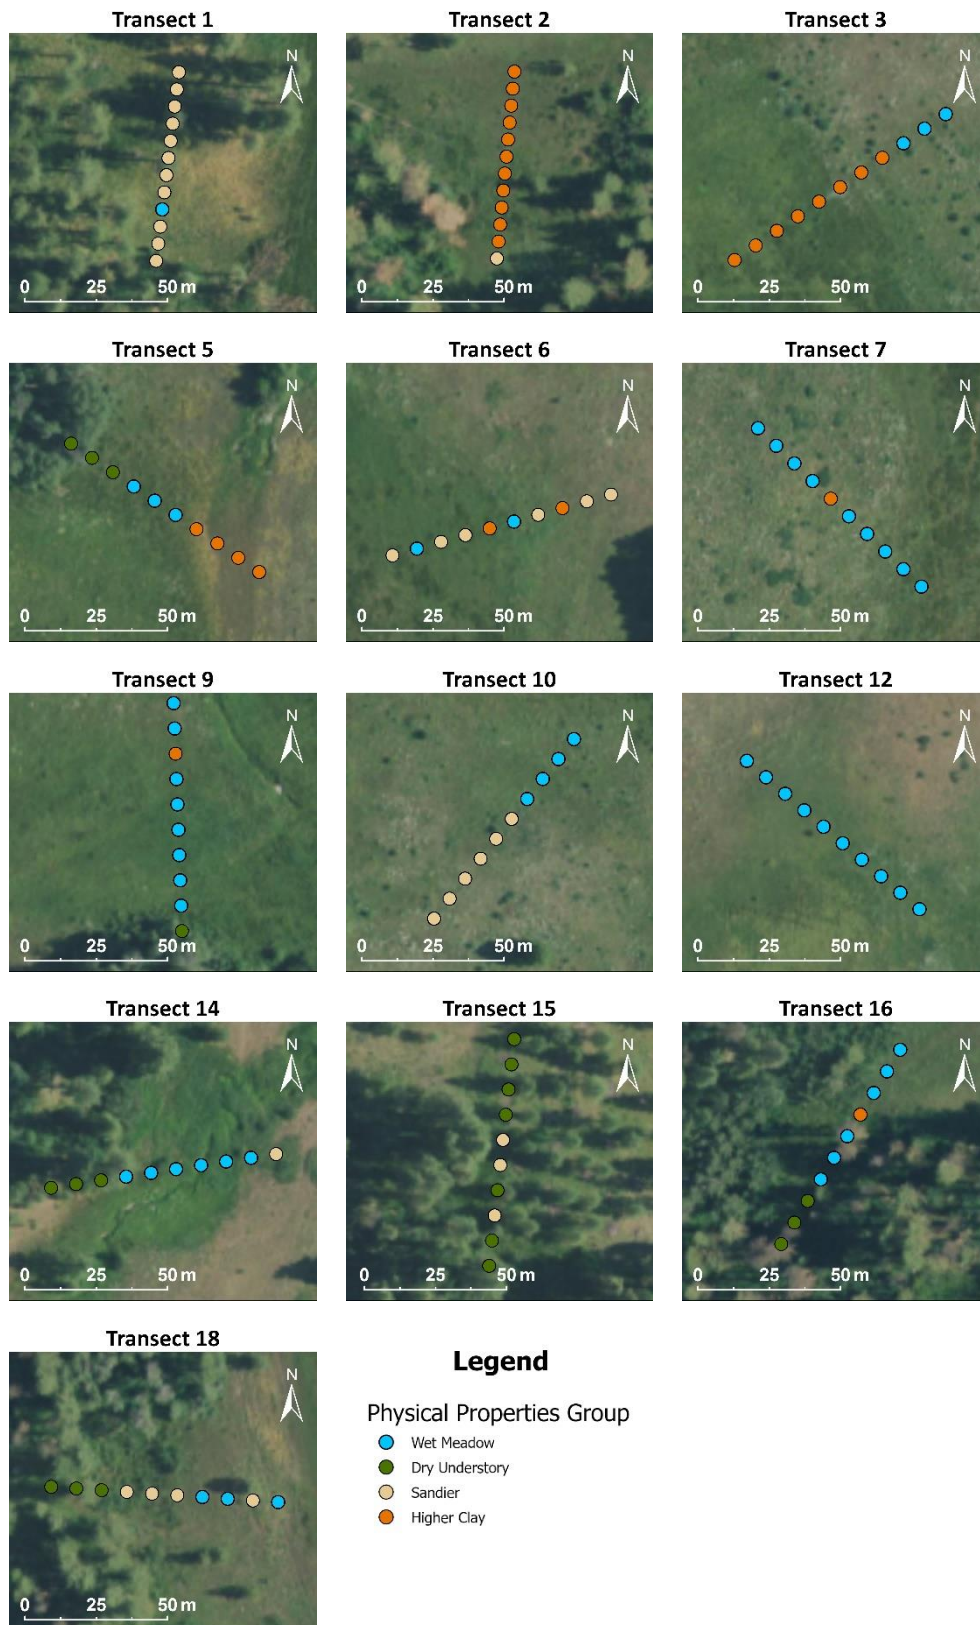 Transect 1
N
0 25 50 m
Transect 2
N
0 25 50 m
Transect 3
N
0 25 50 m
Transect 5
N
0 25 50 m
Transect 6
N
0 25 50 m
Transect 7
N
0 25 50 m
Transect 9
N
0 25 50 m
Transect 10
N
0 25 50 m
Transect 12
N
0 25 50 m
Transect 14
N
0 25 50 m
Transect 15
N
0 25 50 m
Transect 16
N
0 25 50 m
Transect 18
N
0 25 50 m
Legend
Physical Properties Group
Wet Meadow
Dry Understory
Sandier
Higher Clay